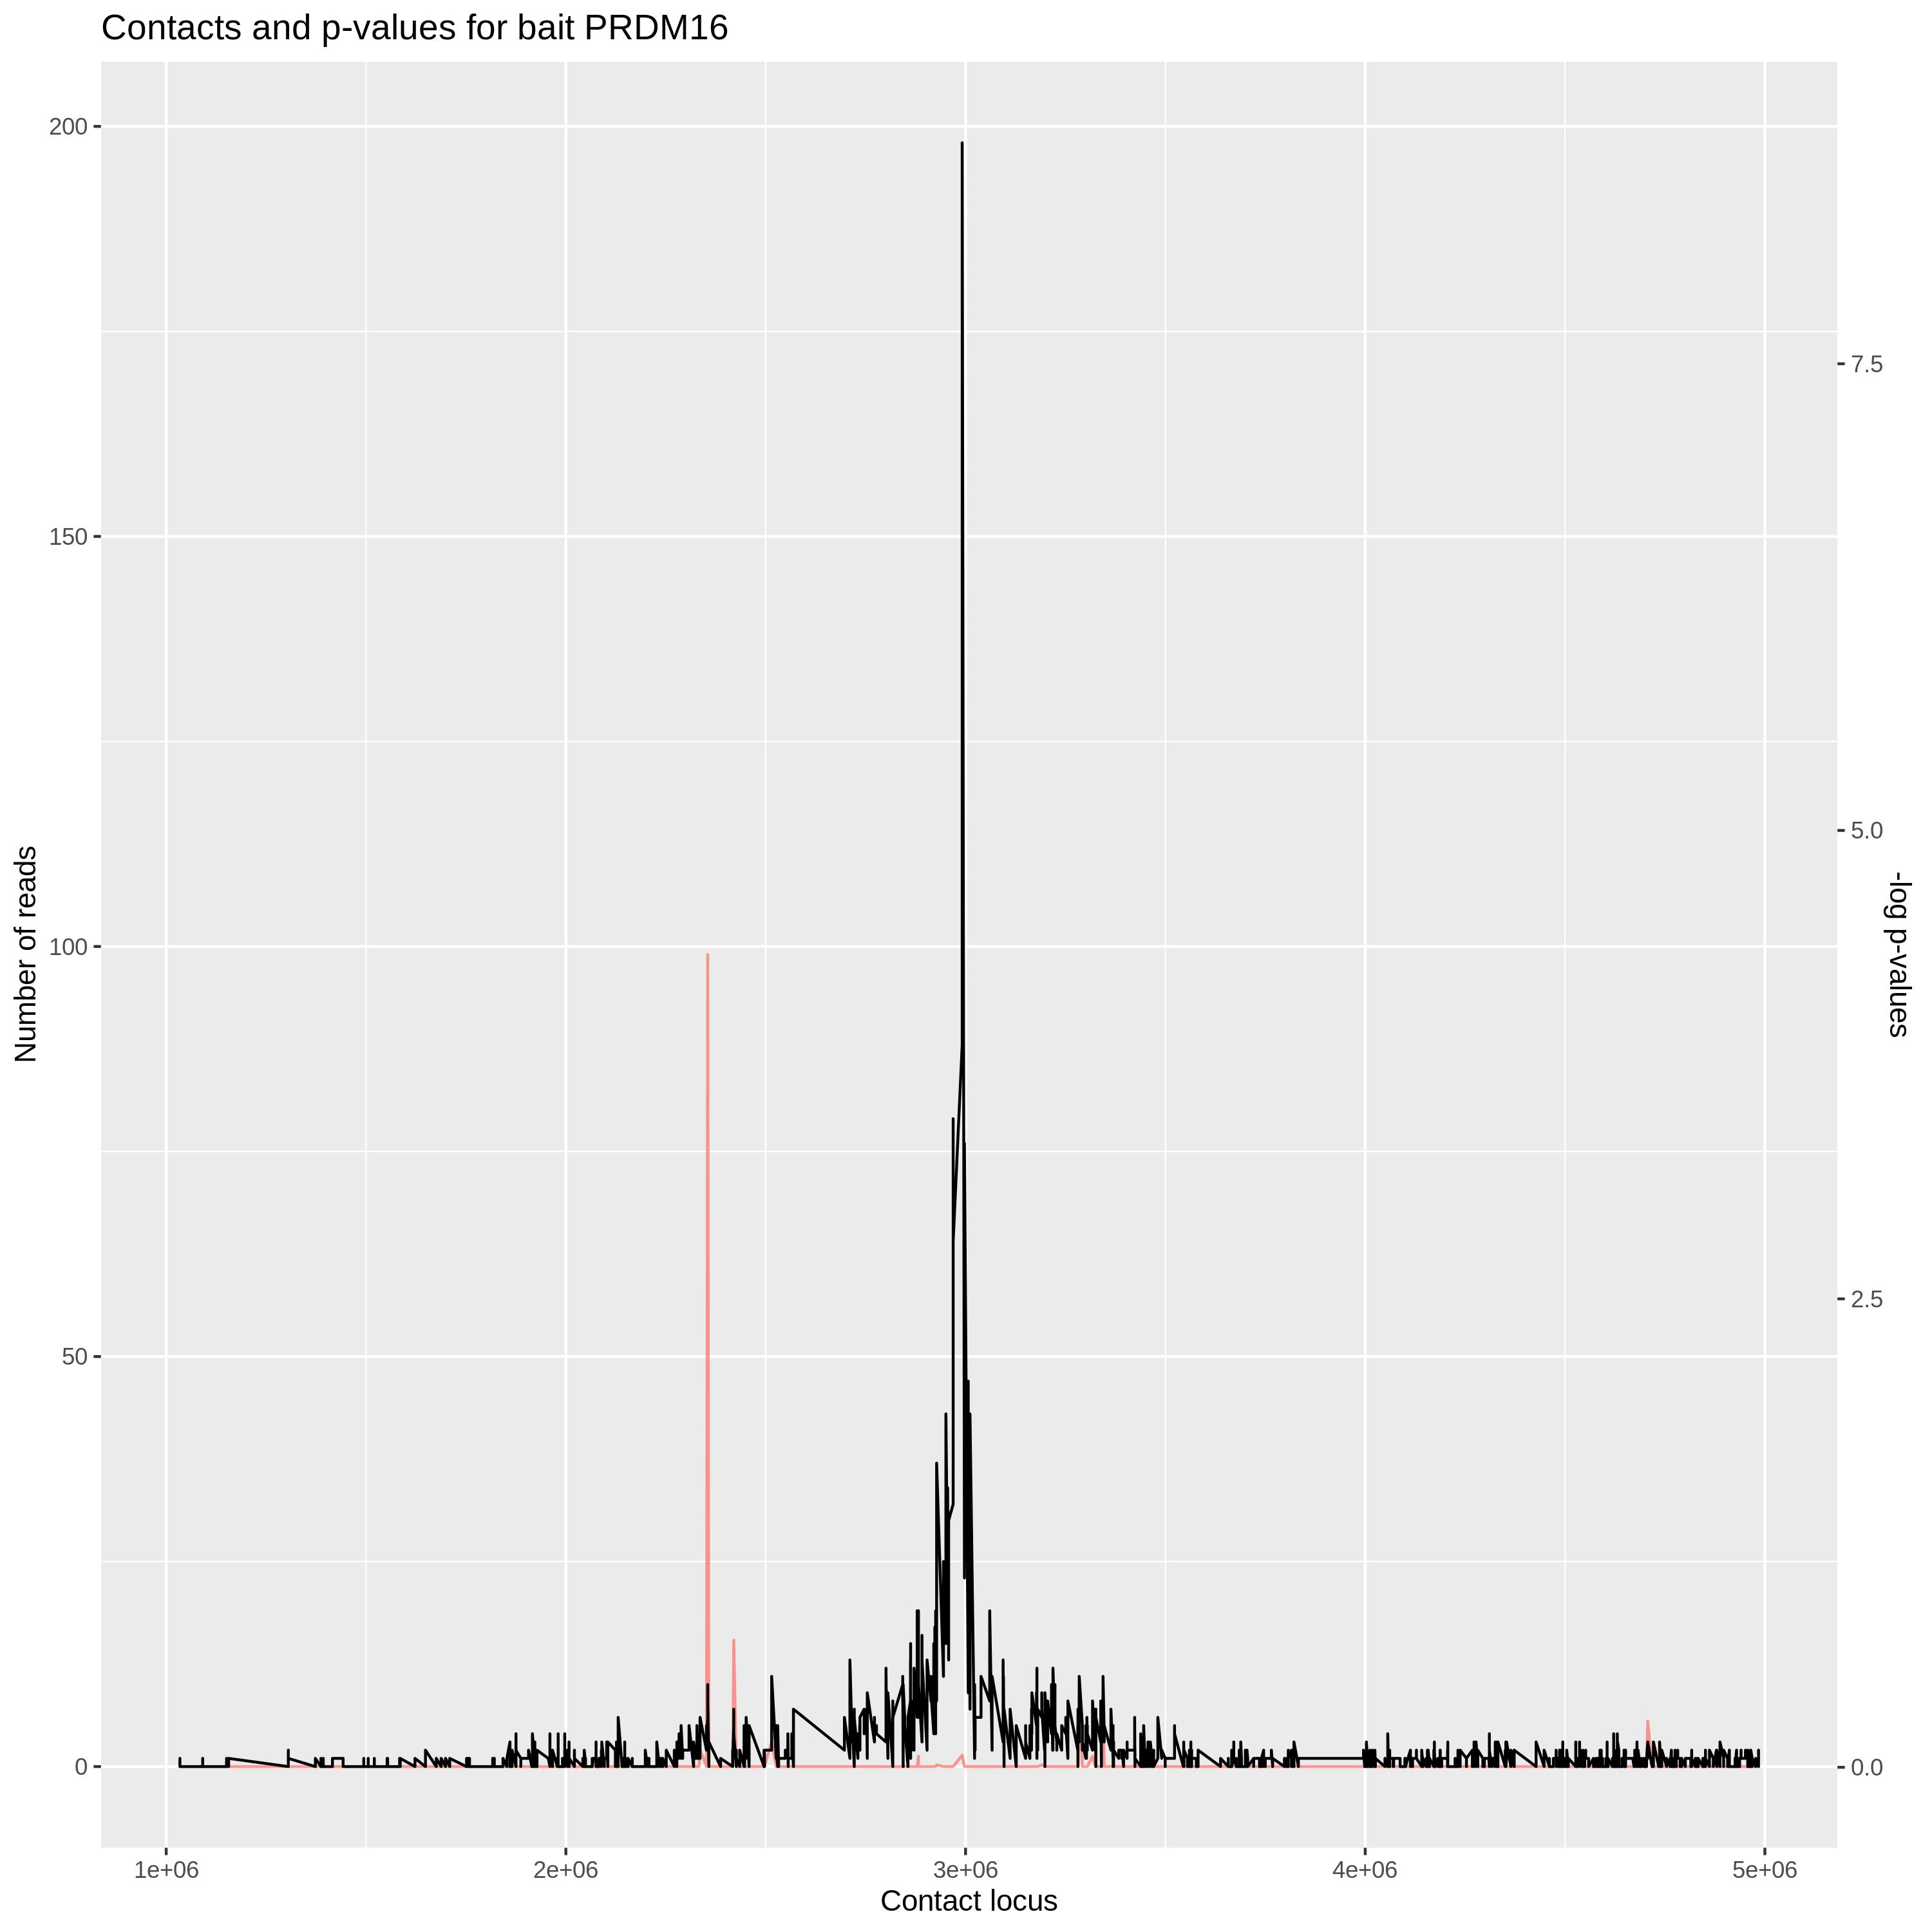 Contacts and p-values for bait PRDM16
200
150
100
50
0
Number of reads
7.5
5.0
2.5
0.0
-log p-values
1e+06
2e+06
3e+06
4e+06
5e+06
Contact locus